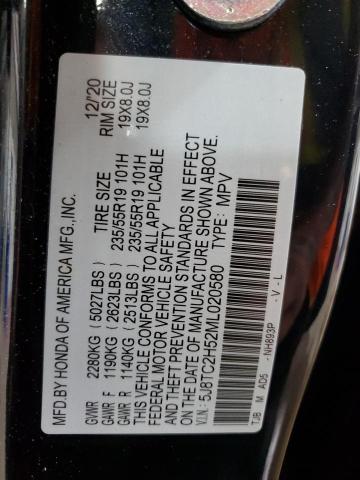 MFD.BY HONDA OF AMERICA MFG.,INC. 12/'20
TIRE SIZE RIM SIZE
GVWR 2280KG (5027LBS)
GAWR F 1190KG (2623LBS) 235/55R19 101H 19X8.0J
GAWR R 1140KG (2513LBS) 235/55R19 101H 19X8.0J
THIS VEHICLE CONFORMS TO ALL APPLICABLE
FEDERAL MOTOR VEHICLE SAFETY
AND THEFT PREVENTION STANDARDS IN EFFECT
ON THE DATE OF MANUFACTURE SHOWN ABOVE.
V.I.N.: 5J8TC2H52ML020580 TYPE: MPV
TJB M AD5 - NH893P - V - L